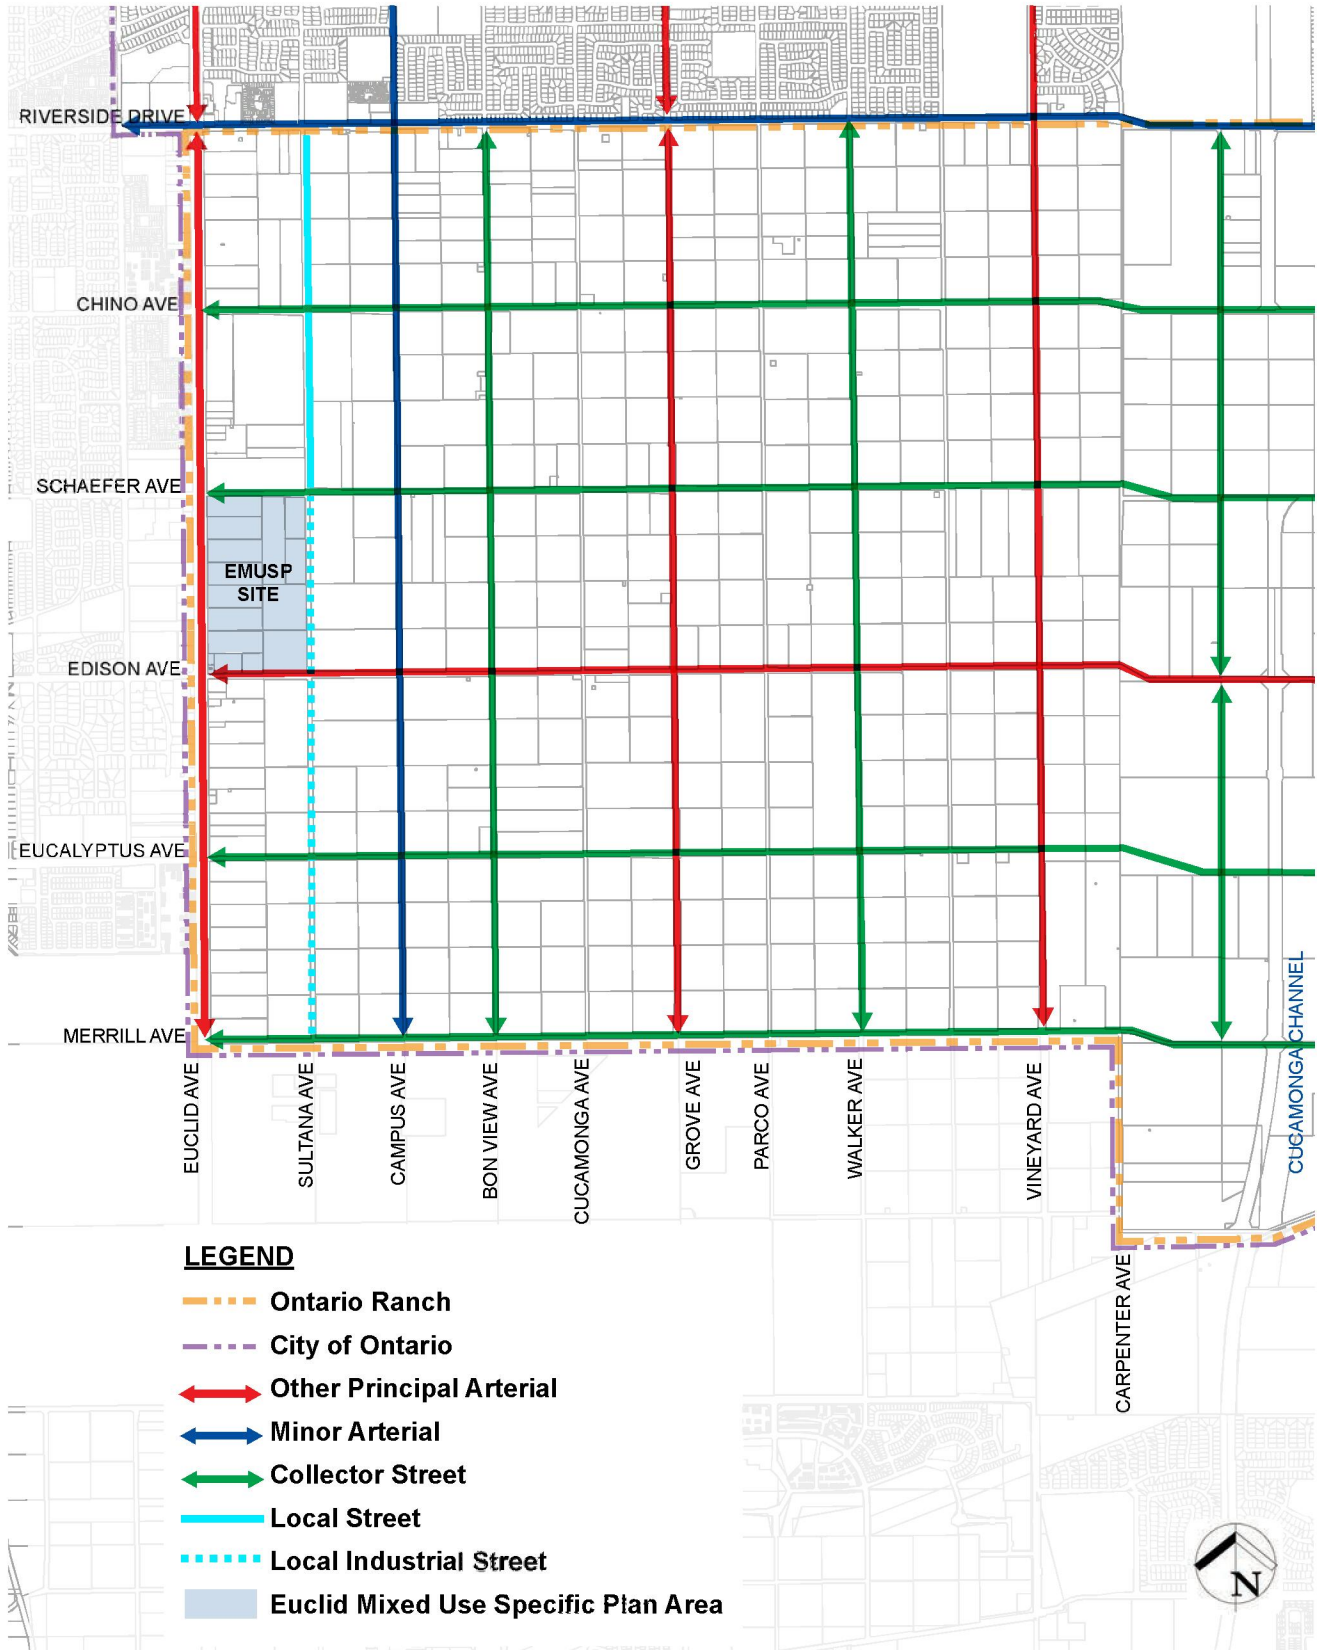 RIVERSIDE DRIVE
CHINO AVE
SCHAEFER AVE
EMUSP
SITE
EDISON AVE
EUCALYPTUS AVE
MERRILL AVE
EUCLID AVE
SULTANA AVE
CAMPUS AVE
BON VIEW AVE
CUCAMONGA AVE
GROVE AVE
PARCO AVE
WALKER AVE
VINEYARD AVE
CARPENTER AVE
CUCAMONGA CHANNEL
LEGEND
Ontario Ranch
City of Ontario
Other Principal Arterial
Minor Arterial
Collector Street
Local Street
Local Industrial Street
Euclid Mixed Use Specific Plan Area
N